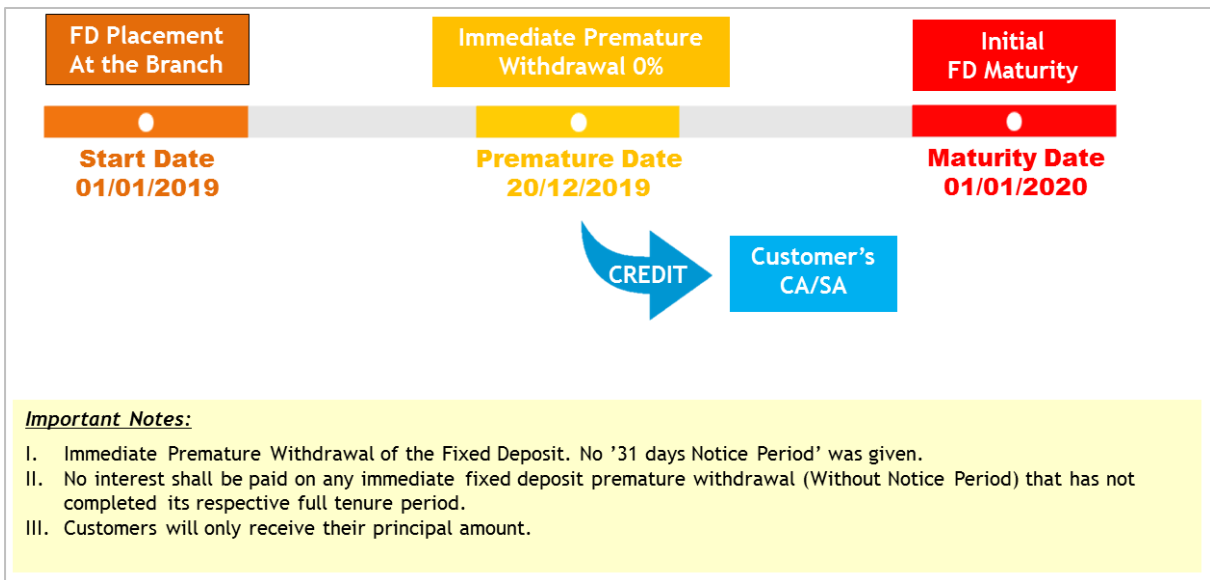 FD Placement
At the Branch
Immediate Premature
Withdrawal 0%
Initial
FD Maturity
Start Date
01/01/2019
Premature Date
20/12/2019
Maturity Date
01/01/2020
CREDIT
Customer’s
CA/SA
Important Notes:
I. Immediate Premature Withdrawal of the Fixed Deposit. No ’31 days Notice Period’ was given.
II. No interest shall be paid on any immediate fixed deposit premature withdrawal (Without Notice Period) that has not
completed its respective full tenure period.
III. Customers will only receive their principal amount.